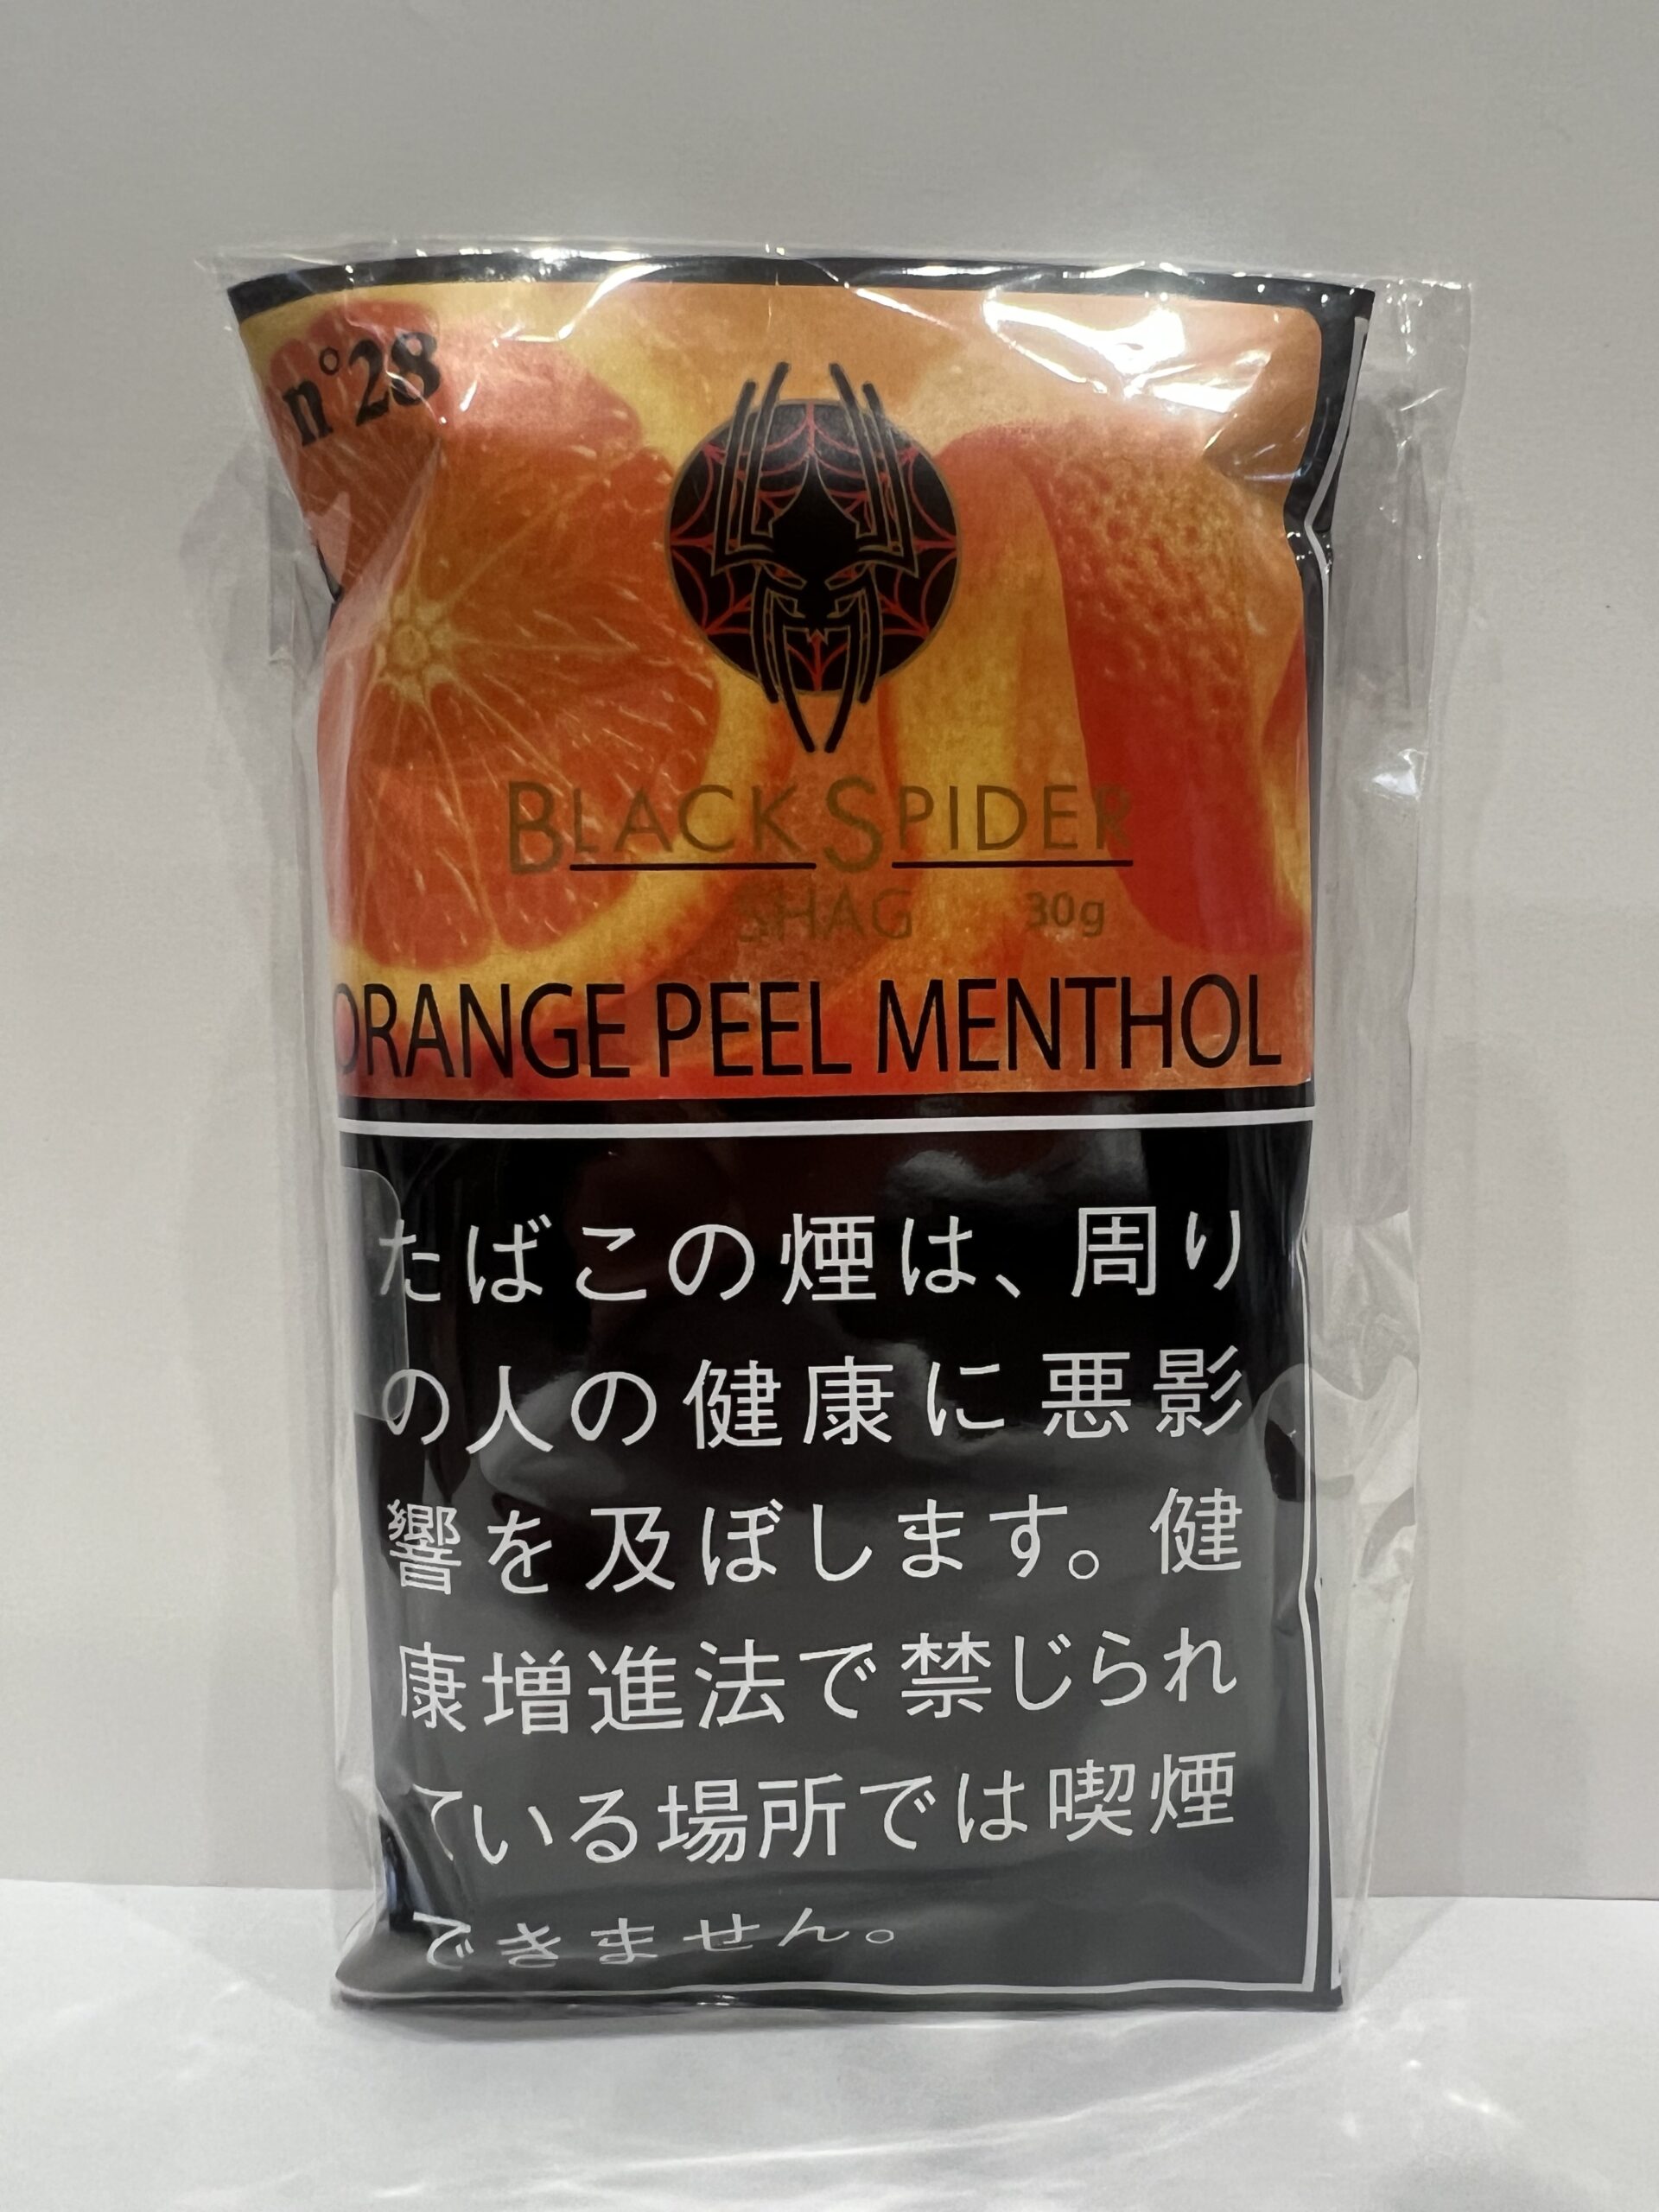 n°28
BLACK SPIDER
SHAG 30g
ORANGE PEEL MENTHOL
たばこの煙は、周り
の人の健康に悪影
響を及ぼします。健
康増進法で禁じられ
ている場所では喫煙
できません。